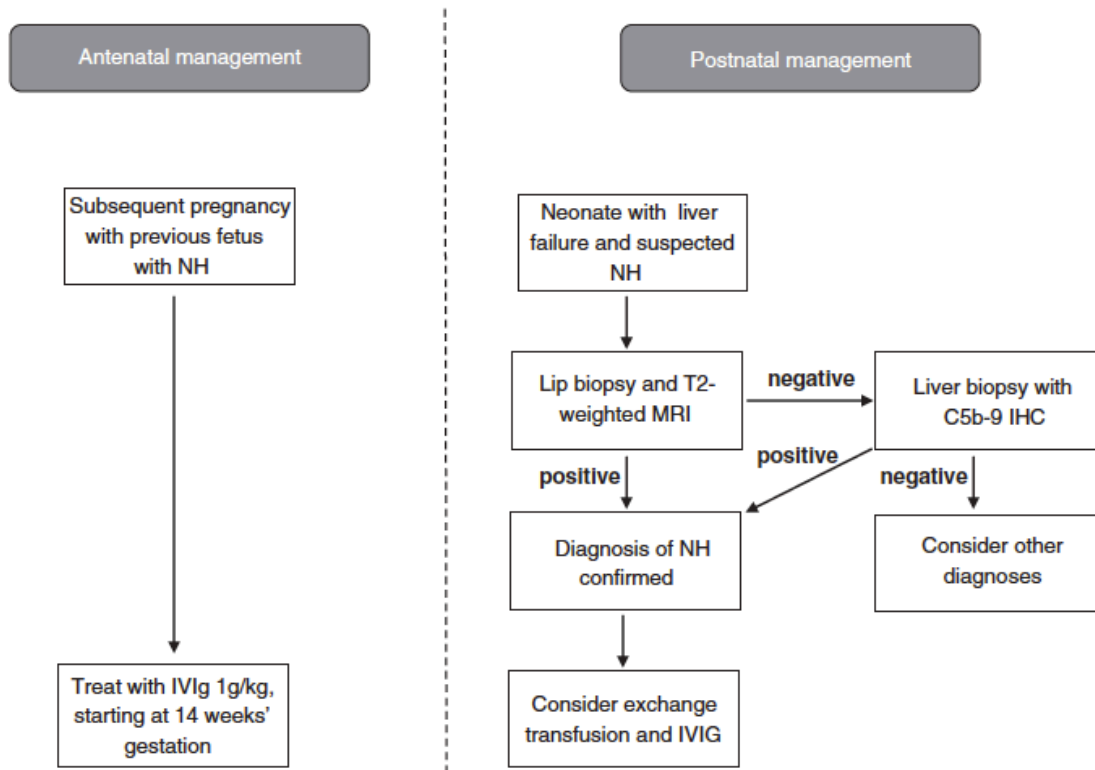 Antenatal management
Postnatal management
Subsequent pregnancy
with previous fetus
with NH
Treat with IVIg 1g/kg,
starting at 14 weeks’
gestation
Neonate with liver
failure and suspected
NH
Lip biopsy and T2-
weighted MRI
negative
Liver biopsy with
C5b-9 IHC
positive
positive
negative
Diagnosis of NH
confirmed
Consider other
diagnoses
Consider exchange
transfusion and IVIG